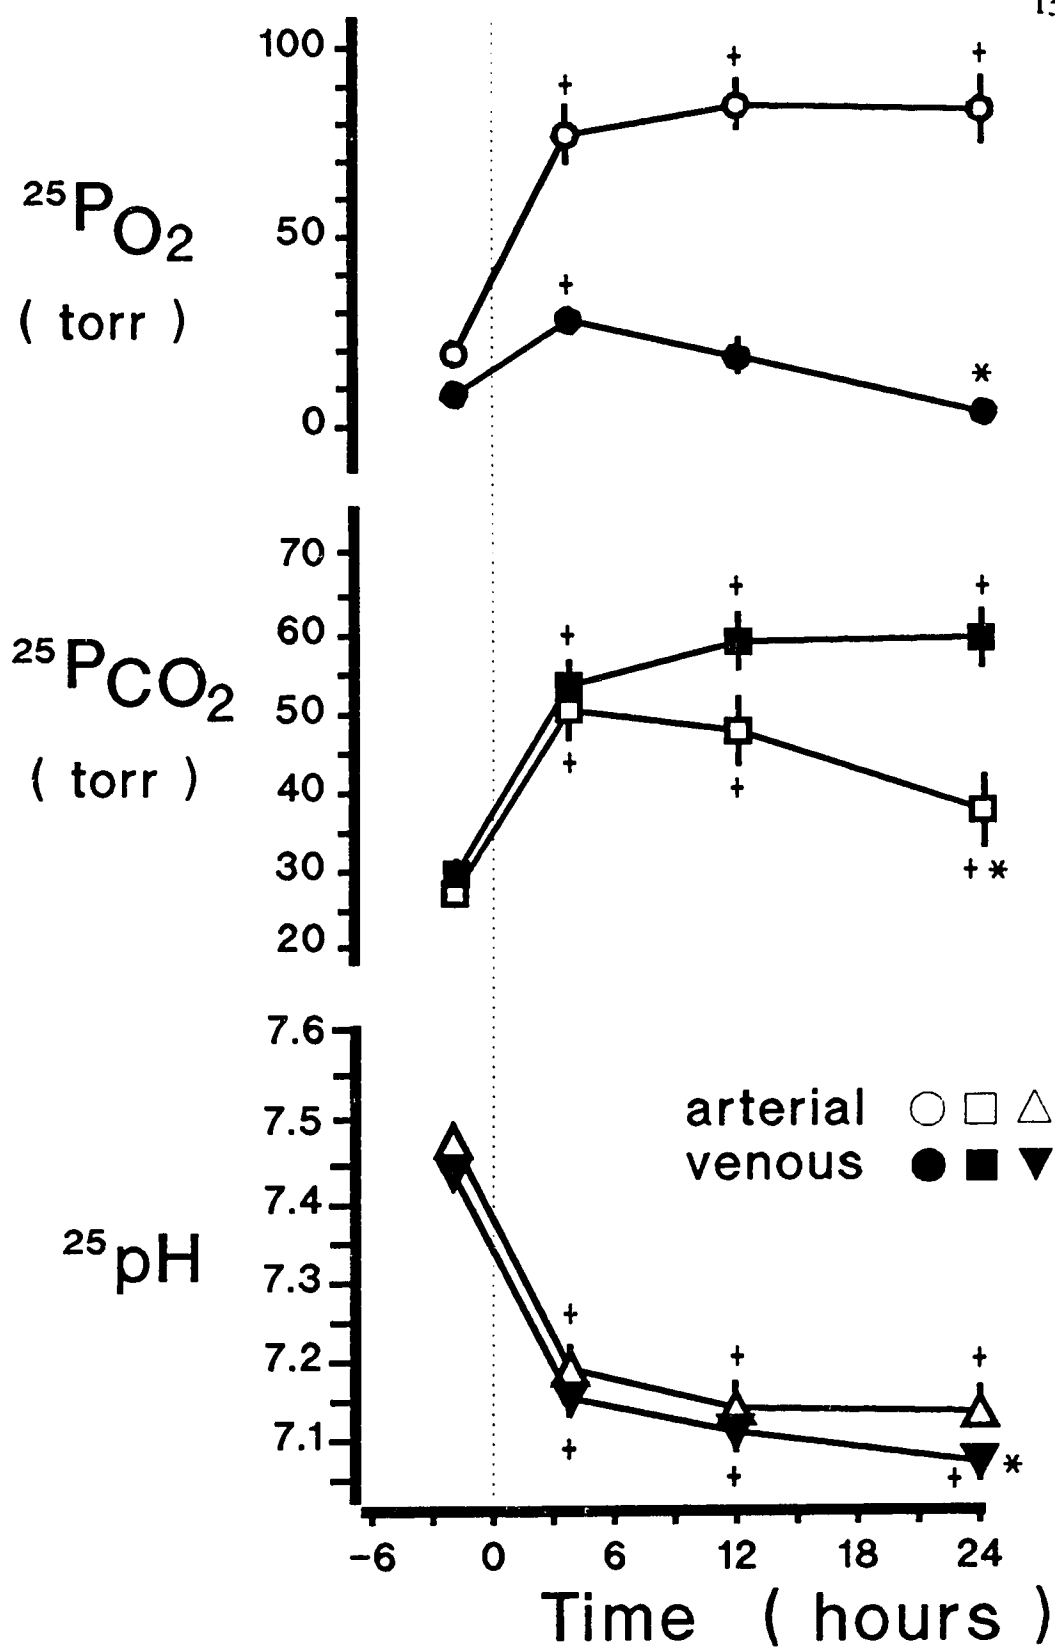 100
+ + +
25PO2
50
( torr )
+
*
0
70
+ +
60
+
25PCO2
50
( torr )
+
+
40
30
+ *
20
7.6
arterial ○ □ △
7.5
venous ● ■ ▼
7.4
25pH
7.3
+
7.2
+ +
7.1
+ + + *
-6 0 6 12 18 24
Time ( hours )